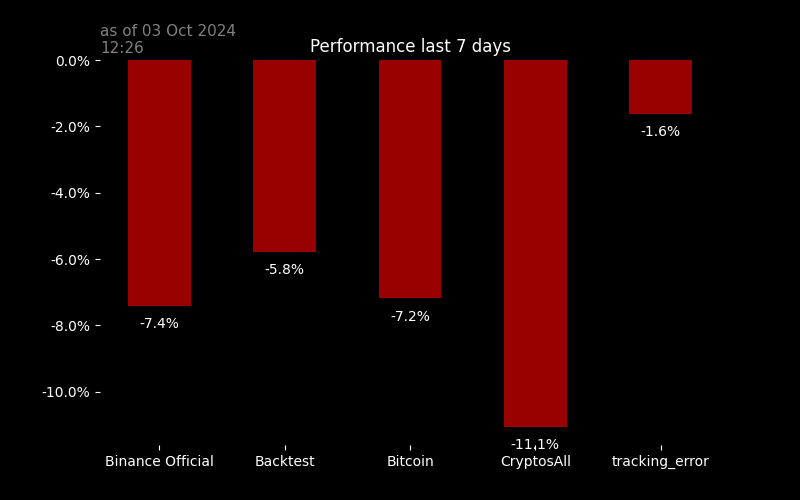 as of 03 Oct 2024
12:26
Performance last 7 days
0.0%
-2.0%
-4.0%
-6.0%
-8.0%
-10.0%
-7.4%
-5.8%
-7.2%
-11.1%
-1.6%
Binance Official
Backtest
Bitcoin
CryptosAll
tracking_error